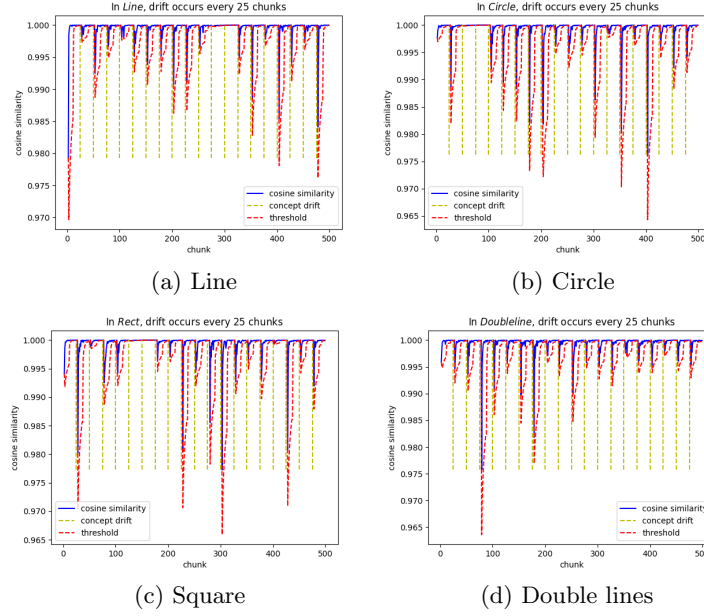 In Line, drift occurs every 25 chunks
1.000
0.995
0.990
0.985
0.980
0.975
0.970
cosine similarity
0
100
200
300
400
500
chunk
cosine similarity
concept drift
threshold
(a) Line
In Circle, drift occurs every 25 chunks
1.000
0.995
0.990
0.985
0.980
0.975
0.970
0.965
cosine similarity
0
100
200
300
400
500
chunk
cosine similarity
concept drift
threshold
(b) Circle
In Rect, drift occurs every 25 chunks
1.000
0.995
0.990
0.985
0.980
0.975
0.970
0.965
cosine similarity
0
100
200
300
400
500
chunk
cosine similarity
concept drift
threshold
(c) Square
In Doubleline, drift occurs every 25 chunks
1.000
0.995
0.990
0.985
0.980
0.975
0.970
0.965
cosine similarity
0
100
200
300
400
500
chunk
cosine similarity
concept drift
threshold
(d) Double lines